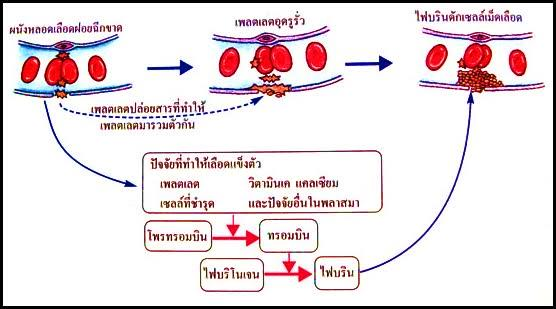 ผนังหลอดเลือดฝอยฉีกขาด
เพลตเลตอุดรูรั่ว
ไฟบรินดักเซลล์เม็ดเลือด
เพลตเลตปล่อยสารที่ทำให้
เพลตเลตมารวมตัวกัน
ปัจจัยที่ทำให้เลือดแข็งตัว
เพลตเลต วิตามินเค แคลเซียม
เซลล์ที่ชำรุด และปัจจัยอื่นในพลาสมา
โพรทรอมบิน ทรอมบิน
ไฟบริโนเจน ไฟบริน